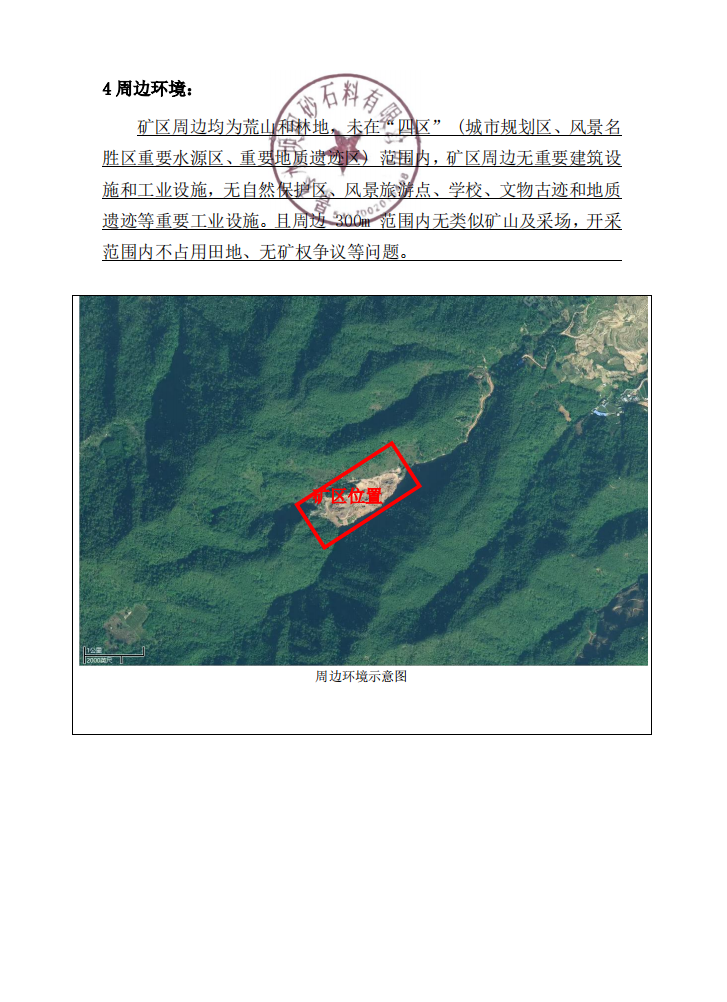 4 周边环境：
矿区周边均为荒山和林地，未在“四区”（城市规划区、风景名
胜区重要水源区、重要地质遗迹区）范围内，矿区周边无重要建筑设
施和工业设施，无自然保护区、风景旅游点、学校、文物古迹和地质
遗迹等重要工业设施。且周边 300m 范围内无类似矿山及采场，开采
范围内不占用田地、无矿权争议等问题。
砂石料有限
矿区位置
1公里
2000英尺
周边环境示意图